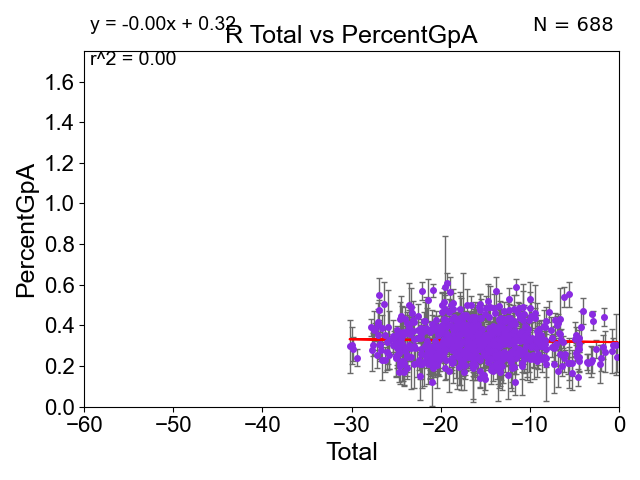 y = -0.00x + 0.32
R Total vs PercentGpA
N = 688
r^2 = 0.00
1.6
1.4
1.2
1.0
0.8
0.6
0.4
0.2
0.0
PercentGpA
−60 −50 −40 −30 −20 −10 0
Total